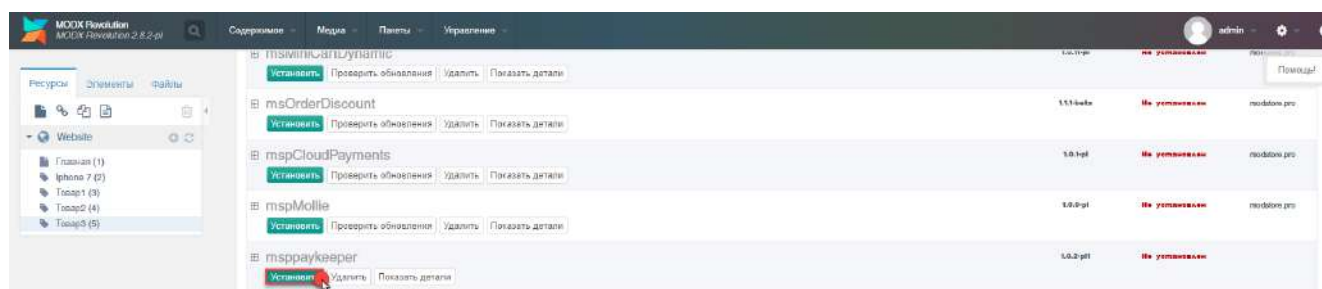 MODX Revolution
MODX Revolution 2.8.2-pl
Содержимое Медиа Пакеты Управление
admin
Помощь!
Ресурсы Элементы Файлы
Website
Главная (1)
Iphone 7 (2)
Товар1 (3)
Товар2 (4)
Товар3 (5)
msMiniCartDynamic Не установлен
Установить Проверить обновления Удалить Показать детали
msOrderDiscount 1.1.1-beta Не установлен modstore.pro
Установить Проверить обновления Удалить Показать детали
mspCloudPayments 1.0.1-pl Не установлен modstore.pro
Установить Проверить обновления Удалить Показать детали
mspMollie 1.0.0-pl Не установлен modstore.pro
Установить Проверить обновления Удалить Показать детали
msppaykeeper Не установлен
Установить Удалить Показать детали